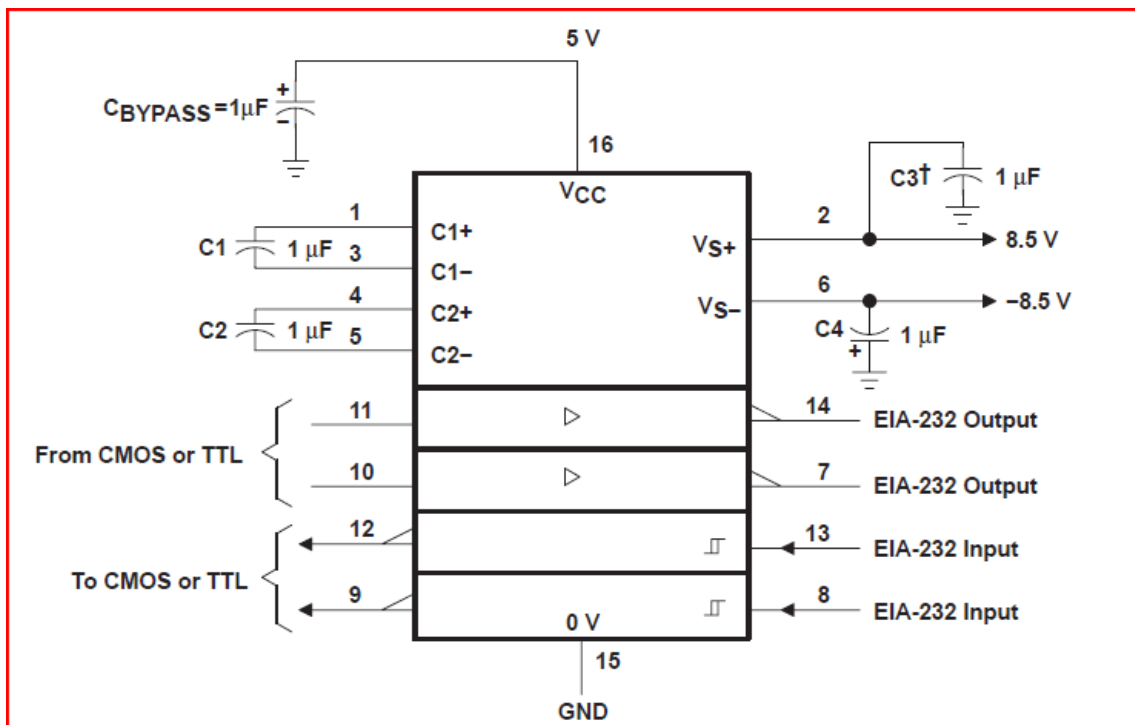 5 V
CBYPASS = 1µF
+
–
16
VCC
C3†
1 µF
1
C1+
C1
1 µF
3
C1–
2
VS+
8.5 V
4
C2+
C2
1 µF
5
C2–
6
VS–
–8.5 V
C4
+
1 µF
11
14
EIA-232 Output
From CMOS or TTL
10
7
EIA-232 Output
12
13
EIA-232 Input
To CMOS or TTL
9
8
EIA-232 Input
0 V
15
GND